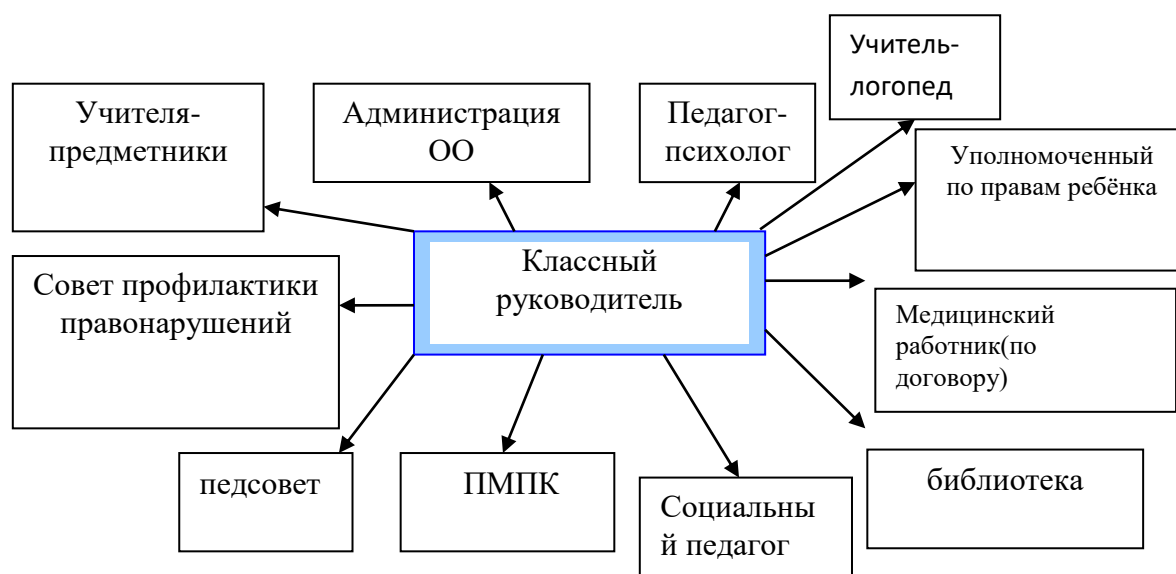 Учитель-
логопед
Учителя-
предметники
Администрация
ОО
Педагог-
психолог
Уполномоченный
по правам ребёнка
Классный
руководитель
Совет профилактики
правонарушений
Медицинский
работник(по
договору)
педсовет
ПМПК
Социальны
й педагог
библиотека